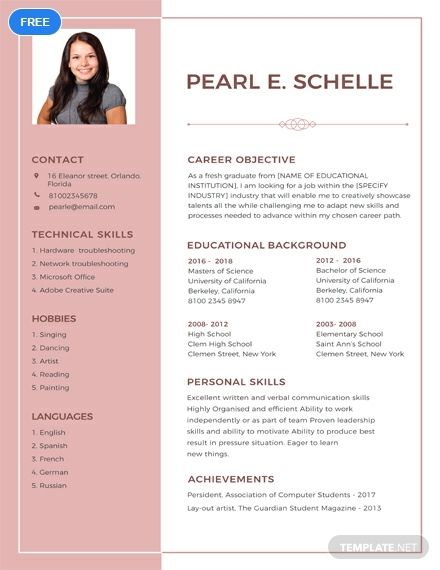 FREE
PEARL E. SCHELLE
CONTACT
16 Eleanor street. Orlando.
Florida
81002345678
pearle@email.com
TECHNICAL SKILLS
1. Hardware troubleshooting
2. Network troubleshooting
3. Microsoft Office
4. Adobe Creative Suite
HOBBIES
1. Singing
2. Dancing
3. Artist
4. Reading
5. Painting
LANGUAGES
1. English
2. Spanish
3. French
4. German
5. Russian
CAREER OBJECTIVE
As a fresh graduate from [NAME OF EDUCATIONAL
INSTITUTION], I am looking for a job within the [SPECIFY
INDUSTRY] industry that will enable me to creatively showcase
talents all the while challenging me to adapt new skills and
processes needed to advance within my chosen career path.
EDUCATIONAL BACKGROUND
2016 - 2018
Masters of Science
University of California
Berkeley, California
8100 2345 8947
2012 - 2016
Bachelor of Science
University of California
Berkeley, California
8100 2345 8947
2008- 2012
High School
Clem High School
Clemen Street, New York
2003- 2008
Elementary School
Saint Ann's School
Clemen Street, New York
PERSONAL SKILLS
Excellent written and verbal communication skills
Highly Organised and efficient Ability to work
independently or as part of team Proven leadership
skills and ability to motivate Ability to produce best
result in pressure situation. Eager to learn
new things.
ACHIEVEMENTS
Persident, Association of Computer Students - 2017
Lay-out artist, The Guardian Student Magazine - 2013
TEMPLATE.NET